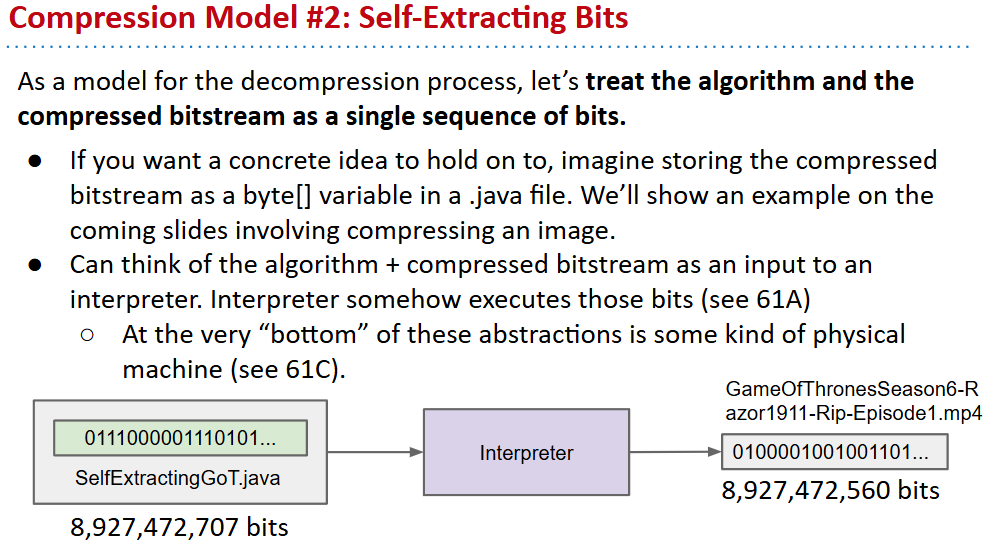 Compression Model #2: Self-Extracting Bits
As a model for the decompression process, let’s treat the algorithm and the
compressed bitstream as a single sequence of bits.
● If you want a concrete idea to hold on to, imagine storing the compressed
bitstream as a byte[] variable in a .java file. We’ll show an example on the
coming slides involving compressing an image.
● Can think of the algorithm + compressed bitstream as an input to an
interpreter. Interpreter somehow executes those bits (see 61A)
○ At the very “bottom” of these abstractions is some kind of physical
machine (see 61C).
0111000001110101...
SelfExtractingGoT.java
8,927,472,707 bits
Interpreter
GameOfThronesSeason6-R
azor1911-Rip-Episode1.mp4
0100001001001101...
8,927,472,560 bits